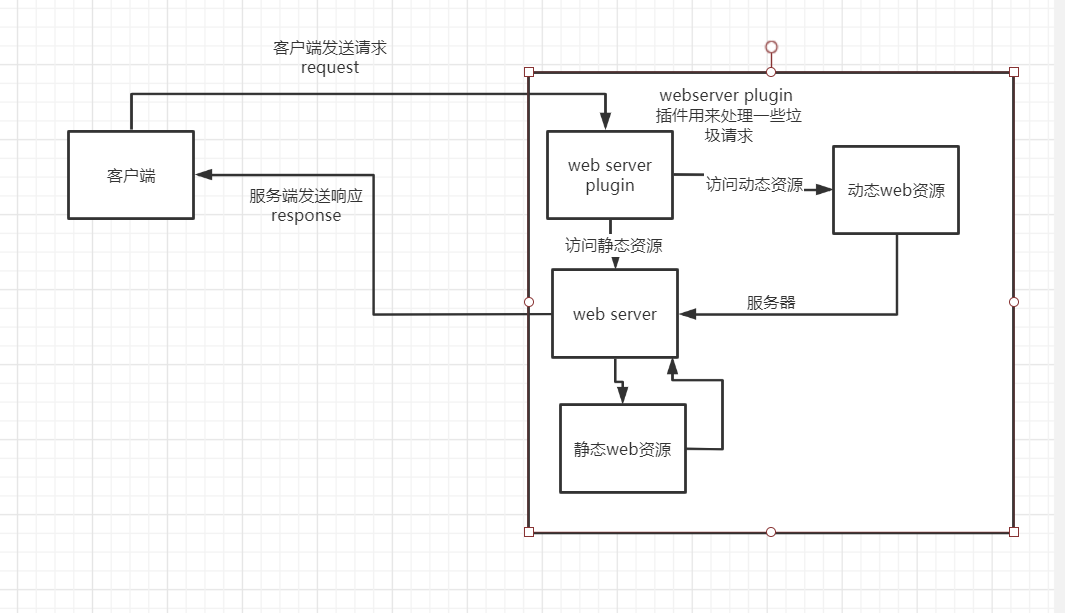 客户端发送请求
request
webserver plugin
插件用来处理一些垃
圾请求
客户端
web server
plugin
访问动态资源
动态web资源
服务端发送响应
response
访问静态资源
服务器
web server
静态web资源